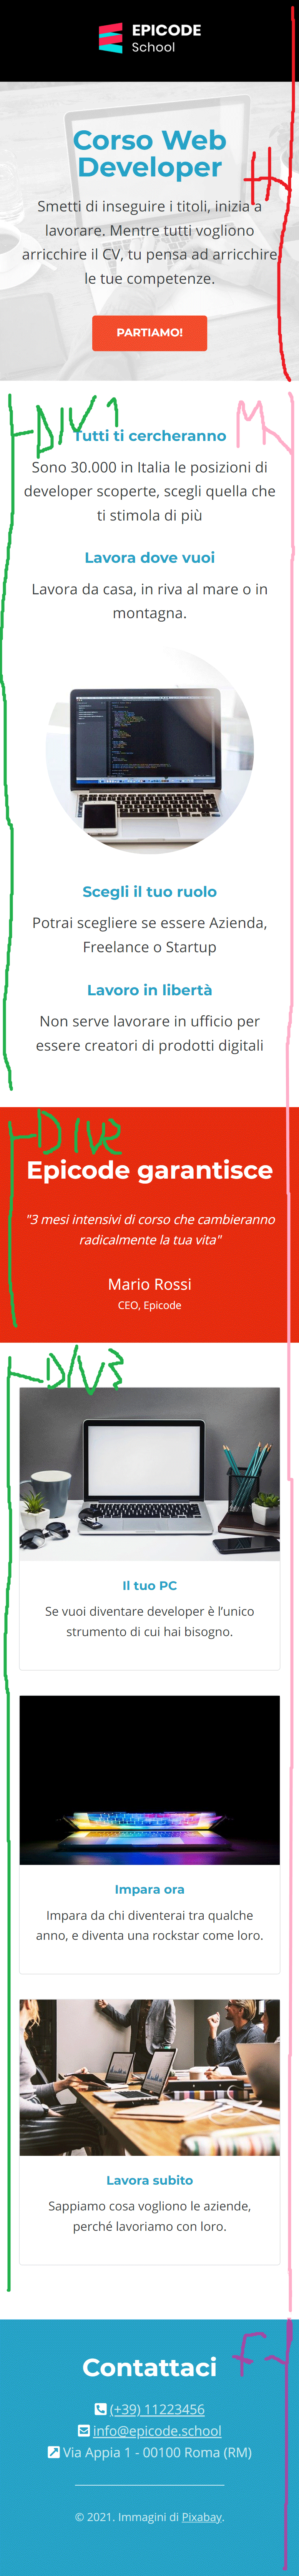 EPICODE
School
Corso Web
Developer
H
Smetti di inseguire i titoli, inizia a
lavorare. Mentre tutti vogliono
arricchire il CV, tu pensa ad arricchire
le tue competenze.
PARTIAMO!
DIV 1
M
Tutti ti cercheranno
Sono 30.000 in Italia le posizioni di
developer scoperte, scegli quella che
ti stimola di più
Lavora dove vuoi
Lavora da casa, in riva al mare o in
montagna.
Scegli il tuo ruolo
Potrai scegliere se essere Azienda,
Freelance o Startup
Lavoro in libertà
Non serve lavorare in ufficio per
essere creatori di prodotti digitali
DIV2
Epicode garantisce
"3 mesi intensivi di corso che cambieranno
radicalmente la tua vita"
Mario Rossi
CEO, Epicode
DIV3
Il tuo PC
Se vuoi diventare developer è l'unico
strumento di cui hai bisogno.
Impara ora
Impara da chi diventerai tra qualche
anno, e diventa una rockstar come loro.
Lavora subito
Sappiamo cosa vogliono le aziende,
perché lavoriamo con loro.
F
Contattaci
(+39) 11223456
info@epicode.school
Via Appia 1 - 00100 Roma (RM)
© 2021. Immagini di Pixabay.